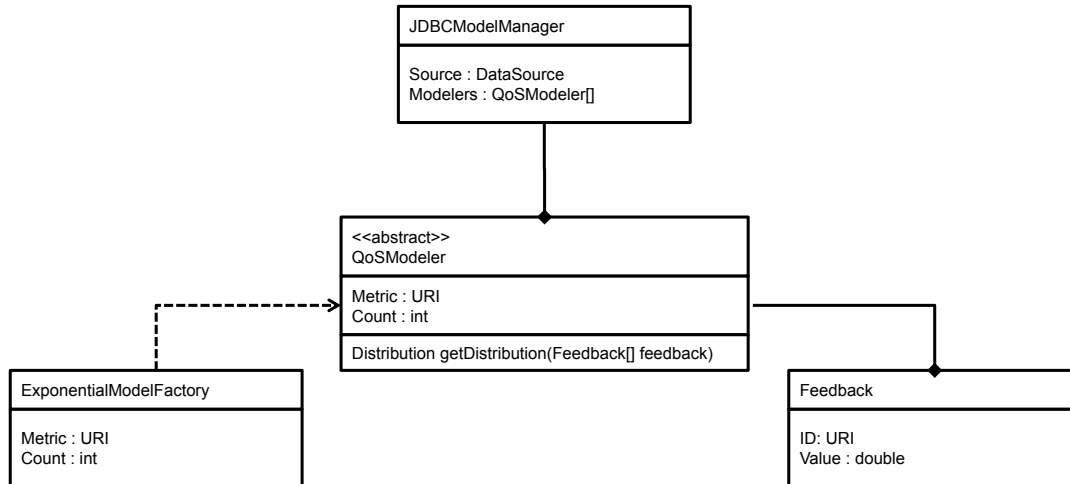 JDBCModelManager
Source : DataSource
Modelers : QoSModeler[]
<<abstract>>
QoSModeler
Metric : URI
Count : int
Distribution getDistribution(Feedback[] feedback)
ExponentialModelFactory
Metric : URI
Count : int
Feedback
ID: URI
Value : double